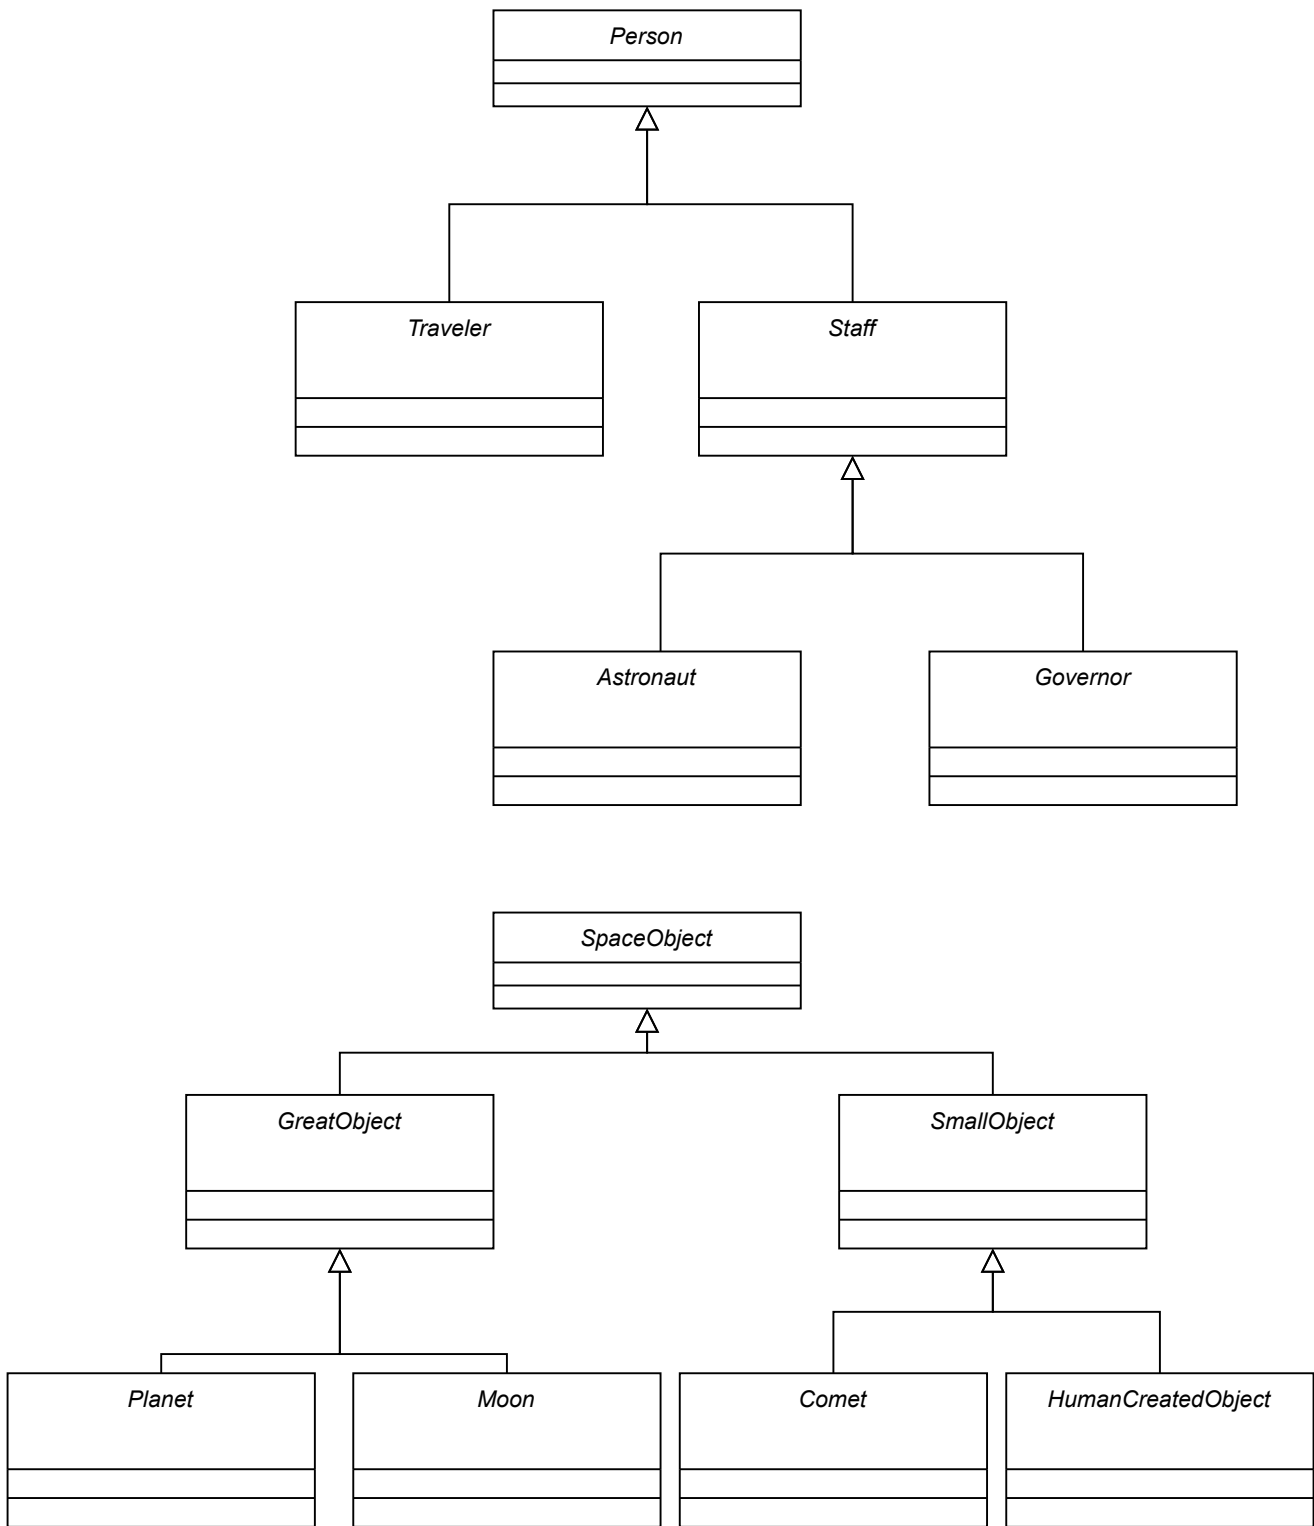 Person
Traveler
Staff
Astronaut
Governor
SpaceObject
GreatObject
SmallObject
Planet
Moon
Comet
HumanCreatedObject